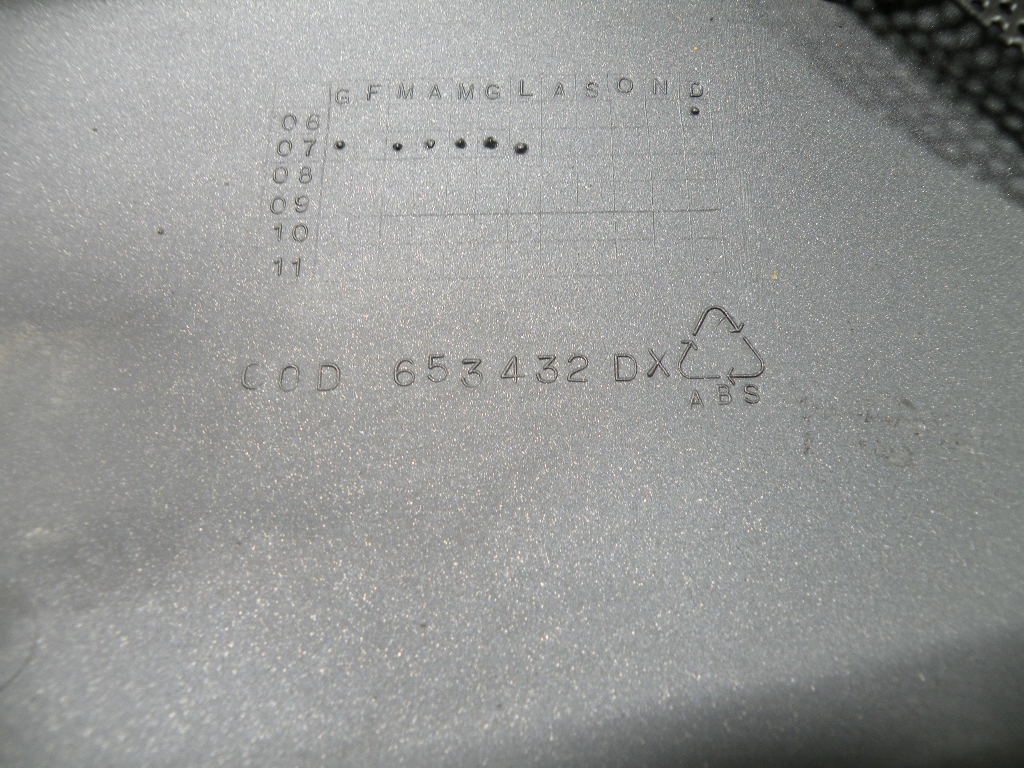 G F M A M G L A S O N D
06
07
08
09
10
11
COD 653432 DX
ABS